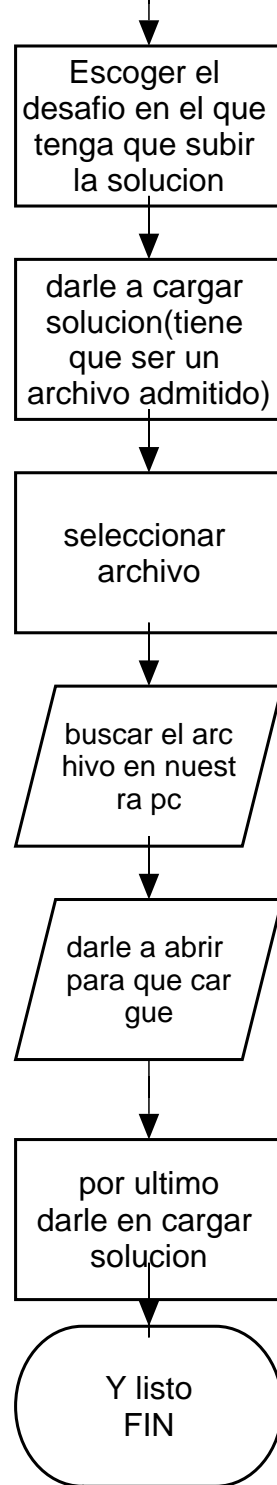 Escoger el
desafio en el que
tenga que subir
la solucion
darle a cargar
solucion(tiene
que ser un
archivo admitido)
seleccionar
archivo
buscar el arc
hivo en nuest
ra pc
darle a abrir
para que car
gue
por ultimo
darle en cargar
solucion
Y listo
FIN